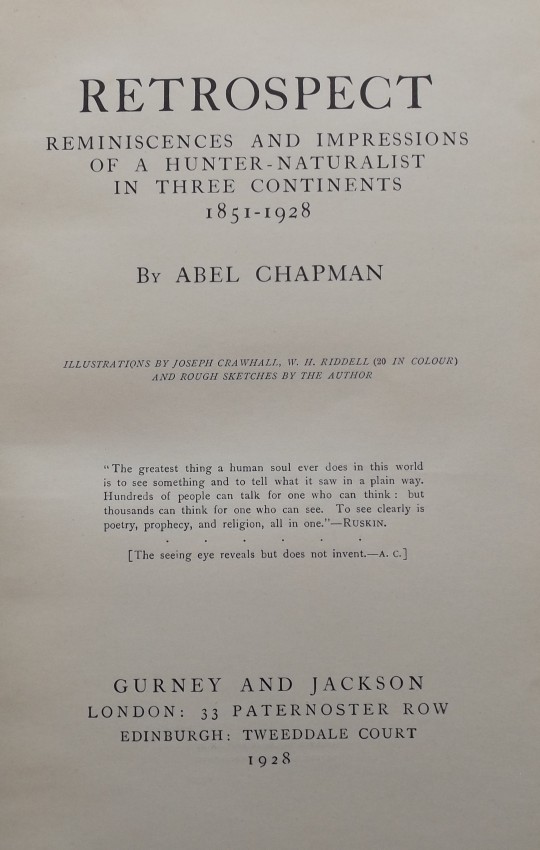 RETROSPECT
REMINISCENCES AND IMPRESSIONS
OF A HUNTER-NATURALIST
IN THREE CONTINENTS
1851-1928
By ABEL CHAPMAN
ILLUSTRATIONS BY JOSEPH CRAWHALL, W. H. RIDDELL (20 IN COLOUR)
AND ROUGH SKETCHES BY THE AUTHOR
"The greatest thing a human soul ever does in this world
is to see something and to tell what it saw in a plain way.
Hundreds of people can talk for one who can think: but
thousands can think for one who can see. To see clearly is
poetry, prophecy, and religion, all in one."—RUSKIN.
. . . . . .
[The seeing eye reveals but does not invent.—A. C.]
GURNEY AND JACKSON
LONDON: 33 PATERNOSTER ROW
EDINBURGH: TWEEDDALE COURT
1928